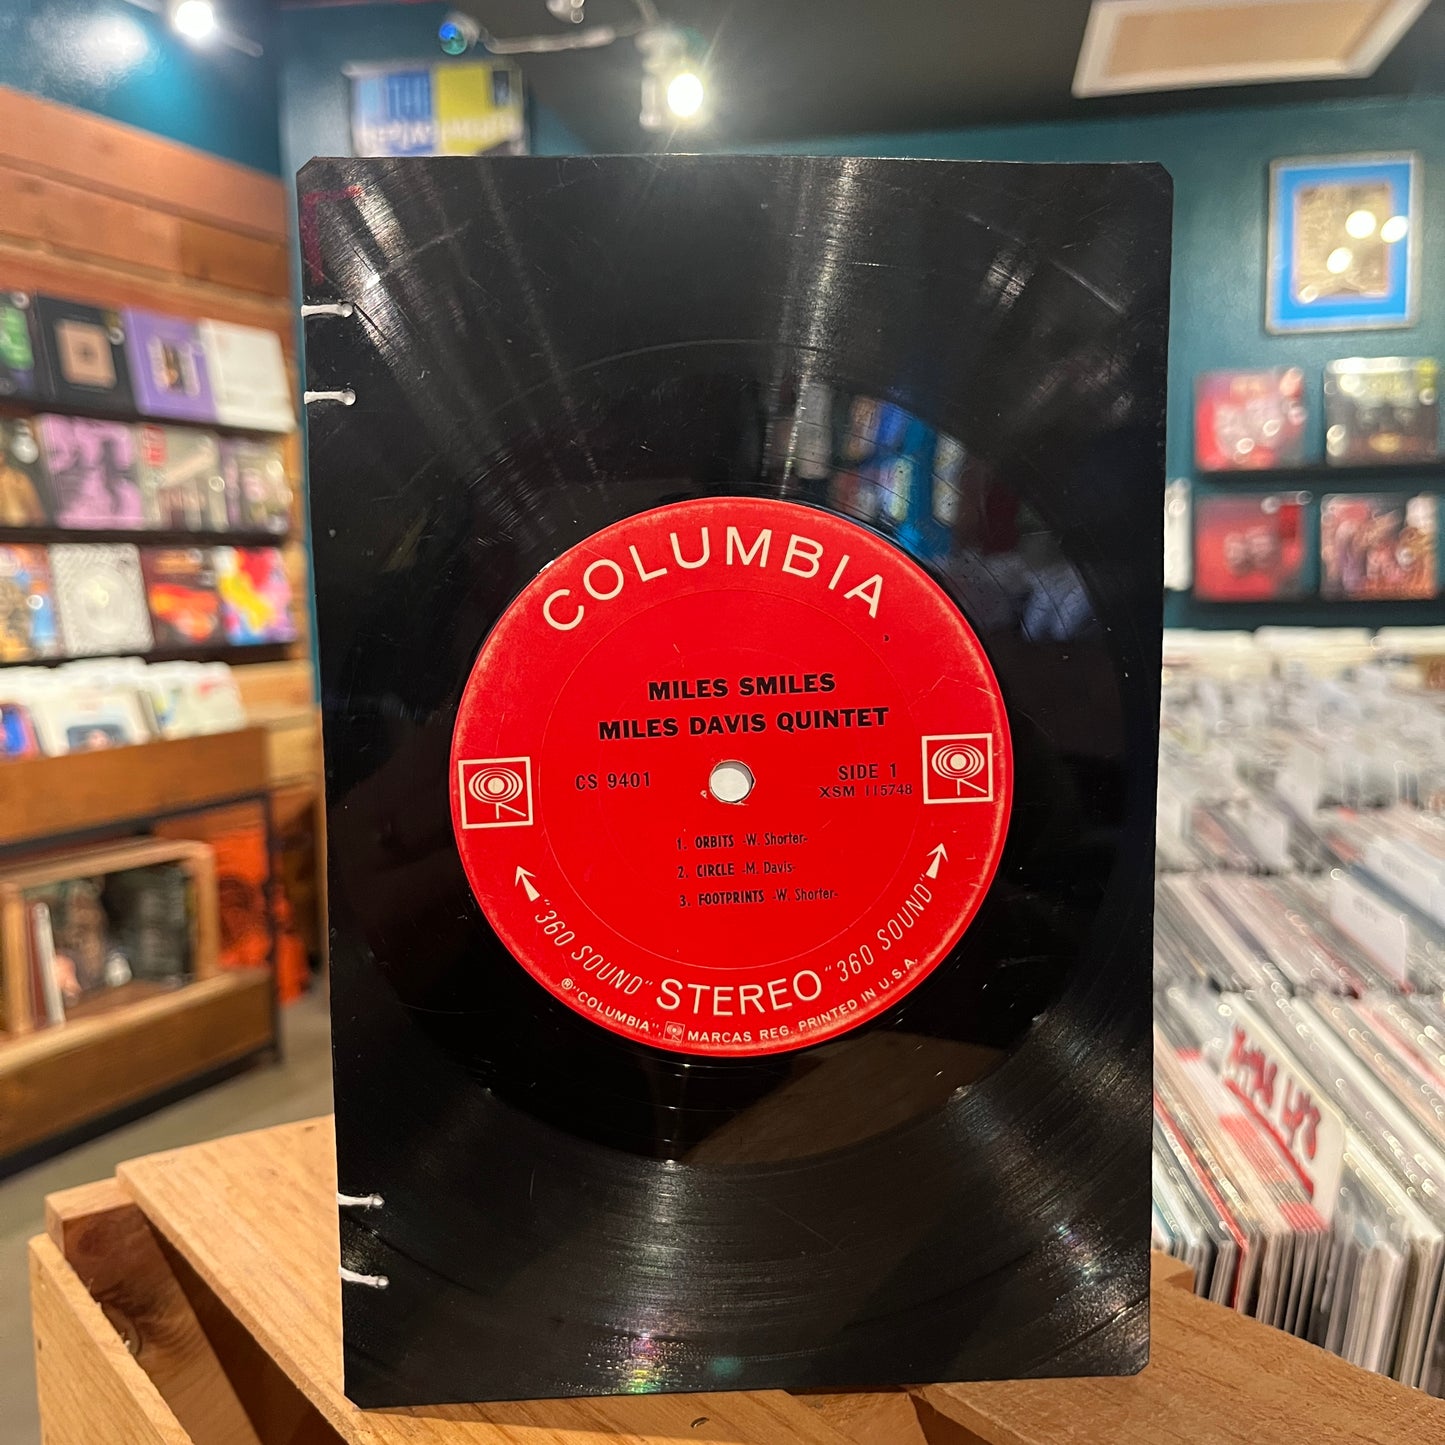 COLUMBIA
MILES SMILES
MILES DAVIS QUINTET
CS 9401
SIDE 1
XSM 115748
1. ORBITS -W. Shorter-
2. CIRCLE -M. Davis-
3. FOOTPRINTS -W. Shorter-
"360 SOUND" STEREO "360 SOUND"
®"COLUMBIA", MARCAS REG. PRINTED IN U.S.A.
THE